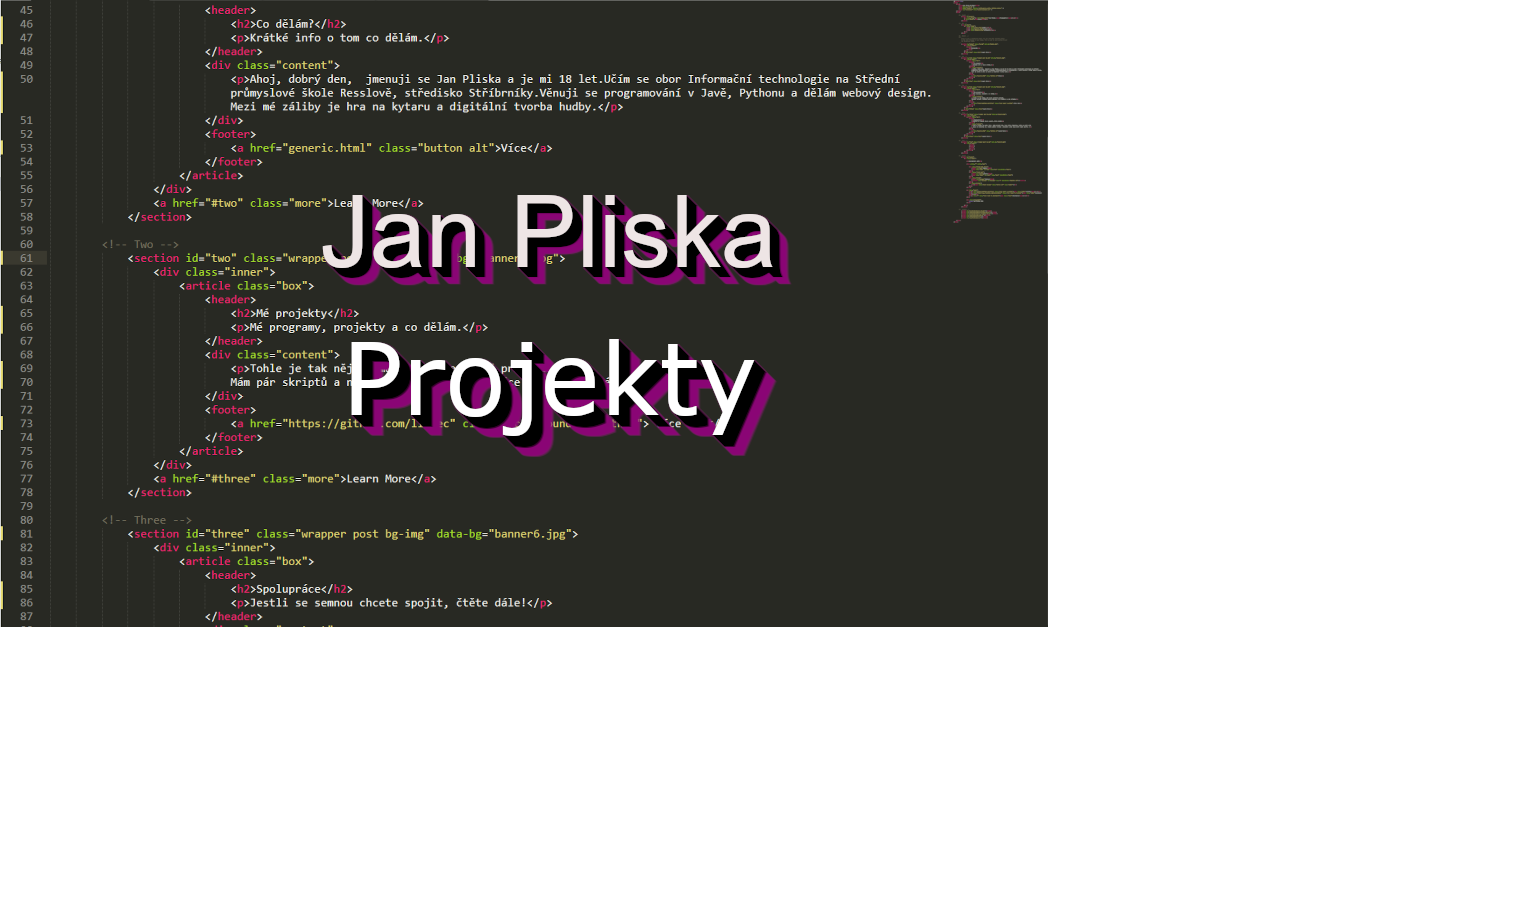 45 <header>
46 <h2>Co dělám?</h2>
47 <p>Krátké info o tom co dělám.</p>
48 </header>
49 <div class="content">
50 <p>Ahoj, dobrý den,  jmenuji se Jan Pliska a je mi 18 let.Učím se obor Informační technologie na Střední
průmyslové škole Resslově, středisko Stříbrníky.Věnuji se programování v Javě, Pythonu a dělám webový design.
Mezi mé záliby je hra na kytaru a digitální tvorba hudby.</p>
51 </div>
52 <footer>
53 <a href="generic.html" class="button alt">Více</a>
54 </footer>
55 </article>
56 </div>
57 <a href="#two" class="more">Learn More</a>
58 </section>
59
Jan Pliska
60 <!-- Two -->
61 <section id="two" class="wrapper
62 <div class="inner">
63 <article class="box">
64 <header>
65 <h2>Mé projekty</h2>
66 <p>Mé programy, projekty a co dělám.</p>
67 </header>
68 <div class="content">
Projekty
69 <p>Tohle je tak
70 Mám pár skriptů a
71 </div>
72 <footer>
73 <a href=
74 </footer>
75 </article>
76 </div>
77 <a href="#three" class="more">Learn More</a>
78 </section>
79
80 <!-- Three -->
81 <section id="three" class="wrapper post bg-img" data-bg="banner6.jpg">
82 <div class="inner">
83 <article class="box">
84 <header>
85 <h2>Spolupráce</h2>
86 <p>Jestli se semnou chcete spojit, čtěte dále!</p>
87 </header>